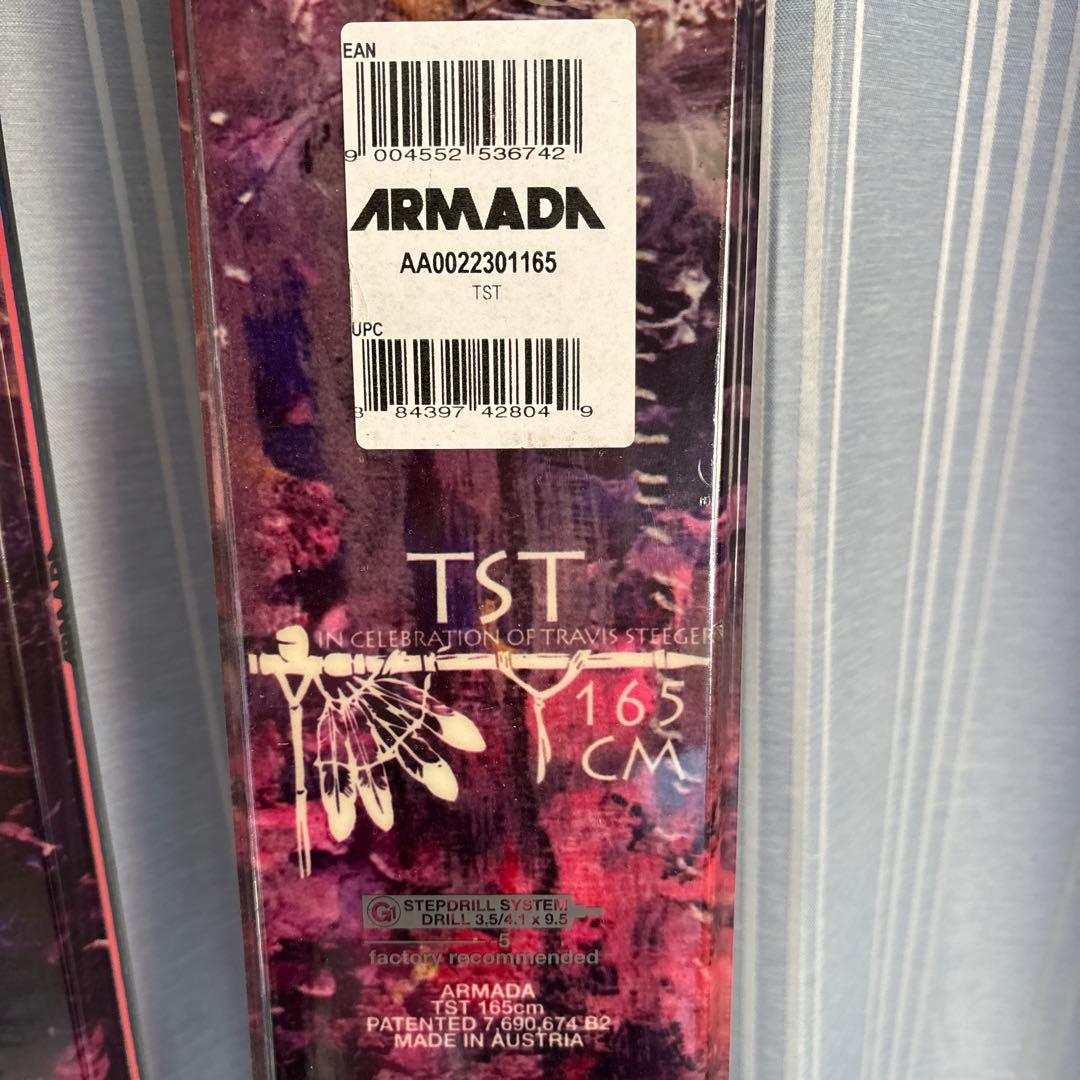 EAN
9 004552 536742
ARMADA
AA0022301165
TST
UPC
8 84397 42804 9
TST
IN CELEBRATION OF TRAVIS STEEGER
165
CM
G1 STEPDRILL SYSTEM
DRILL 3.5/4.1 x 9.5
5
factory recommended
ARMADA
TST 165cm
PATENTED 7,690,674 B2
MADE IN AUSTRIA